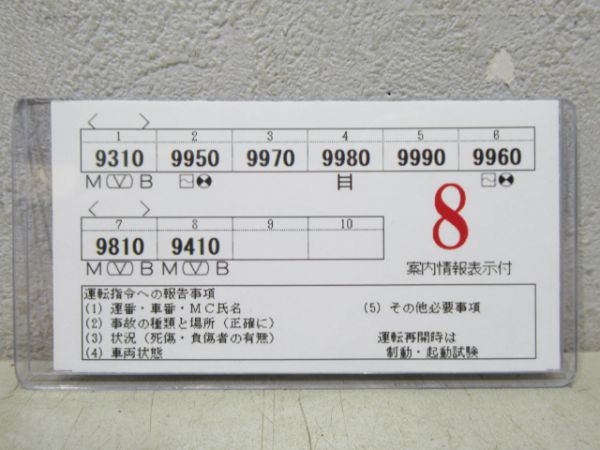 〈 〉
1 2 3 4 5 6
9310 9950 9970 9980 9990 9960
M V B
〈 〉
7 8 9 10
9810 9410
M V B M V B
8
案内情報表示付
運転指令への報告事項
(1) 運番・車番・MC氏名
(2) 事故の種類と場所（正確に）
(3) 状況（死傷・負傷者の有無）
(4) 車両状態
(5) その他必要事項
運転再開時は
制動・起動試験